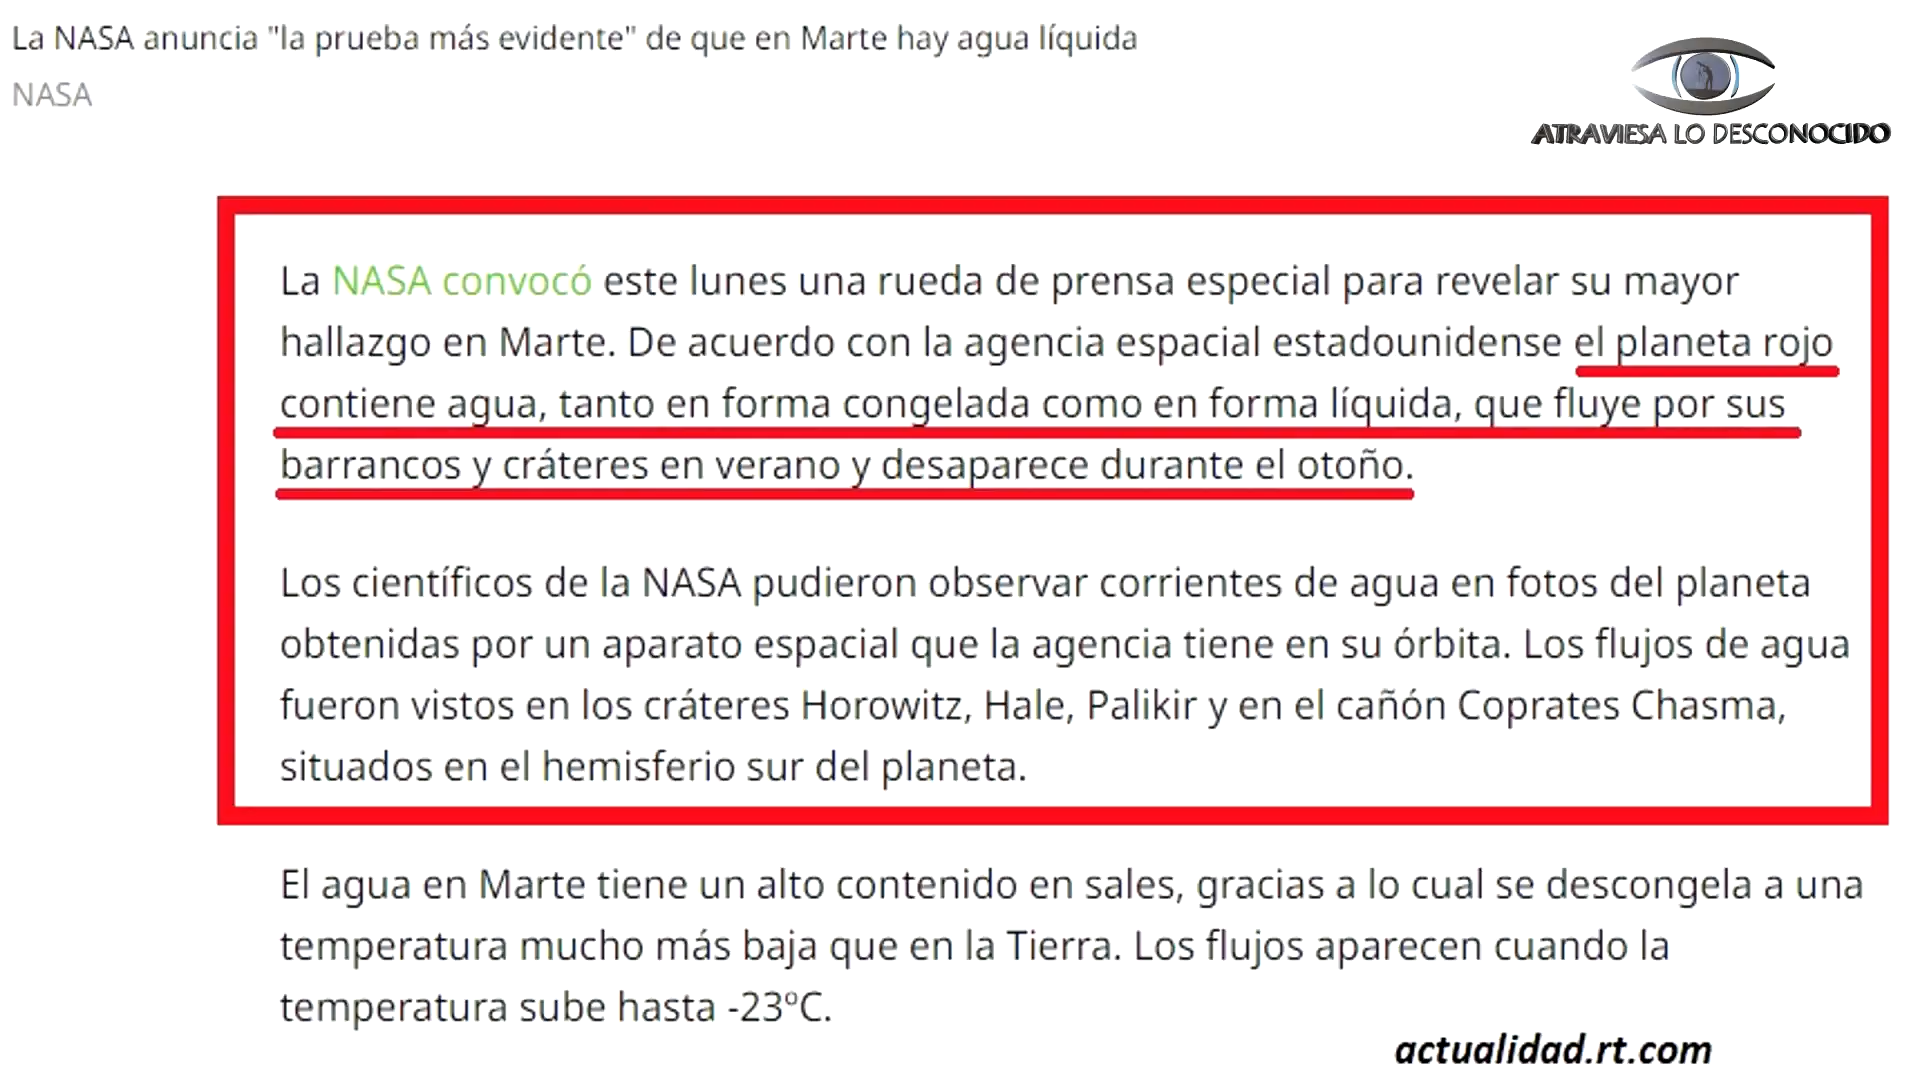 La NASA anuncia "la prueba más evidente" de que en Marte hay agua líquida
NASA
ATRAVIESA LO DESCONOCIDO
La NASA convocó este lunes una rueda de prensa especial para revelar su mayor
hallazgo en Marte. De acuerdo con la agencia espacial estadounidense el planeta rojo
contiene agua, tanto en forma congelada como en forma líquida, que fluye por sus
barrancos y cráteres en verano y desaparece durante el otoño.
Los científicos de la NASA pudieron observar corrientes de agua en fotos del planeta
obtenidas por un aparato espacial que la agencia tiene en su órbita. Los flujos de agua
fueron vistos en los cráteres Horowitz, Hale, Palikir y en el cañón Coprates Chasma,
situados en el hemisferio sur del planeta.
El agua en Marte tiene un alto contenido en sales, gracias a lo cual se descongela a una
temperatura mucho más baja que en la Tierra. Los flujos aparecen cuando la
temperatura sube hasta -23ºC.
actualidad.rt.com